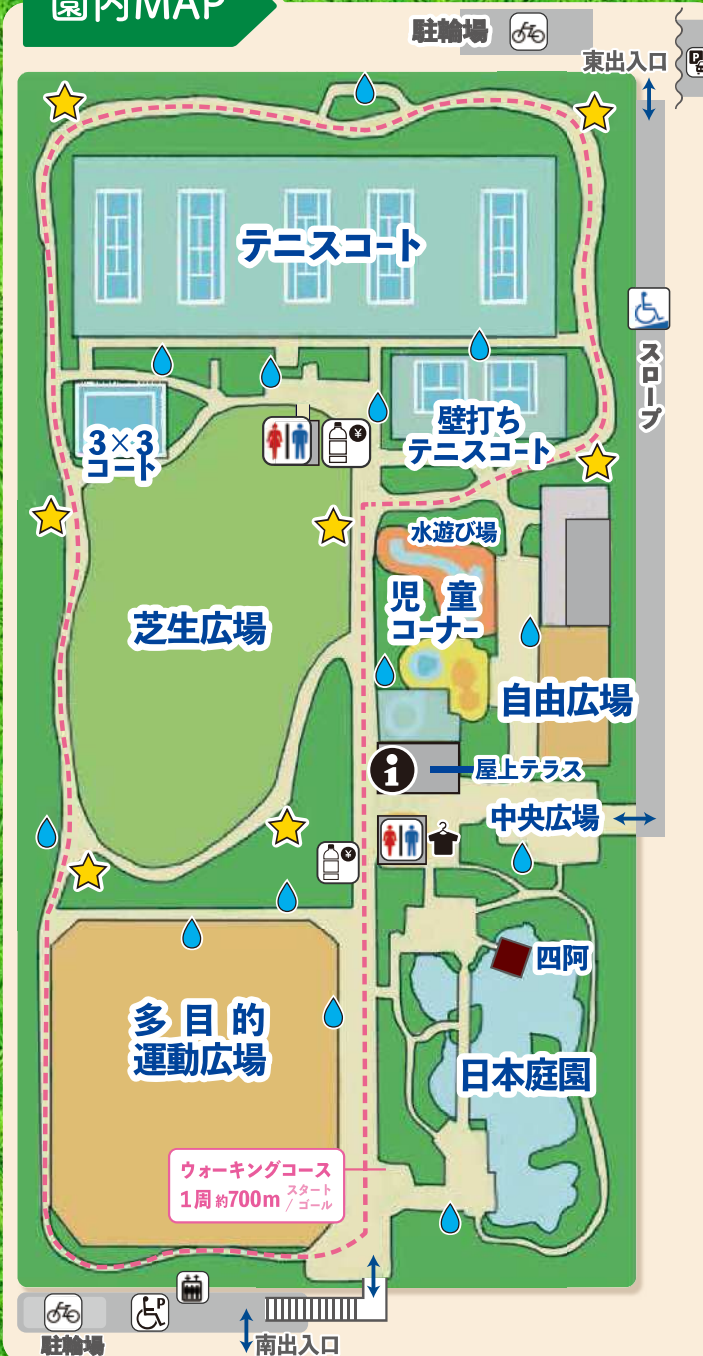 園内MAP
駐輪場
東出入口
P
テニスコート
スロープ
3×3
コート
¥
壁打ち
テニスコート
水遊び場
児童
コーナー
芝生広場
自由広場
i
屋上テラス
中央広場
¥
四阿
多目的
運動広場
日本庭園
ウォーキングコース
1周約700m スタート
/ゴール
P
駐輪場
南出入口